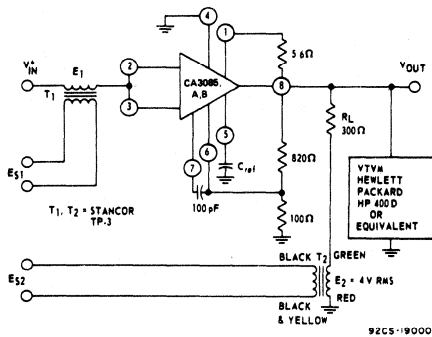 4
1
5.6Ω
V⁺IN
E1
T1
2
3
CA3085,
A,B
8
VOUT
RL
300Ω
7
6
5
Cref
820Ω
100 pF
100Ω
ES1
T1, T2 = STANCOR
TP-3
VTVM
HEWLETT
PACKARD
HP 400D
OR
EQUIVALENT
ES2
BLACK T2 GREEN
E2 = 4V RMS
RED
BLACK
& YELLOW
92CS-19000